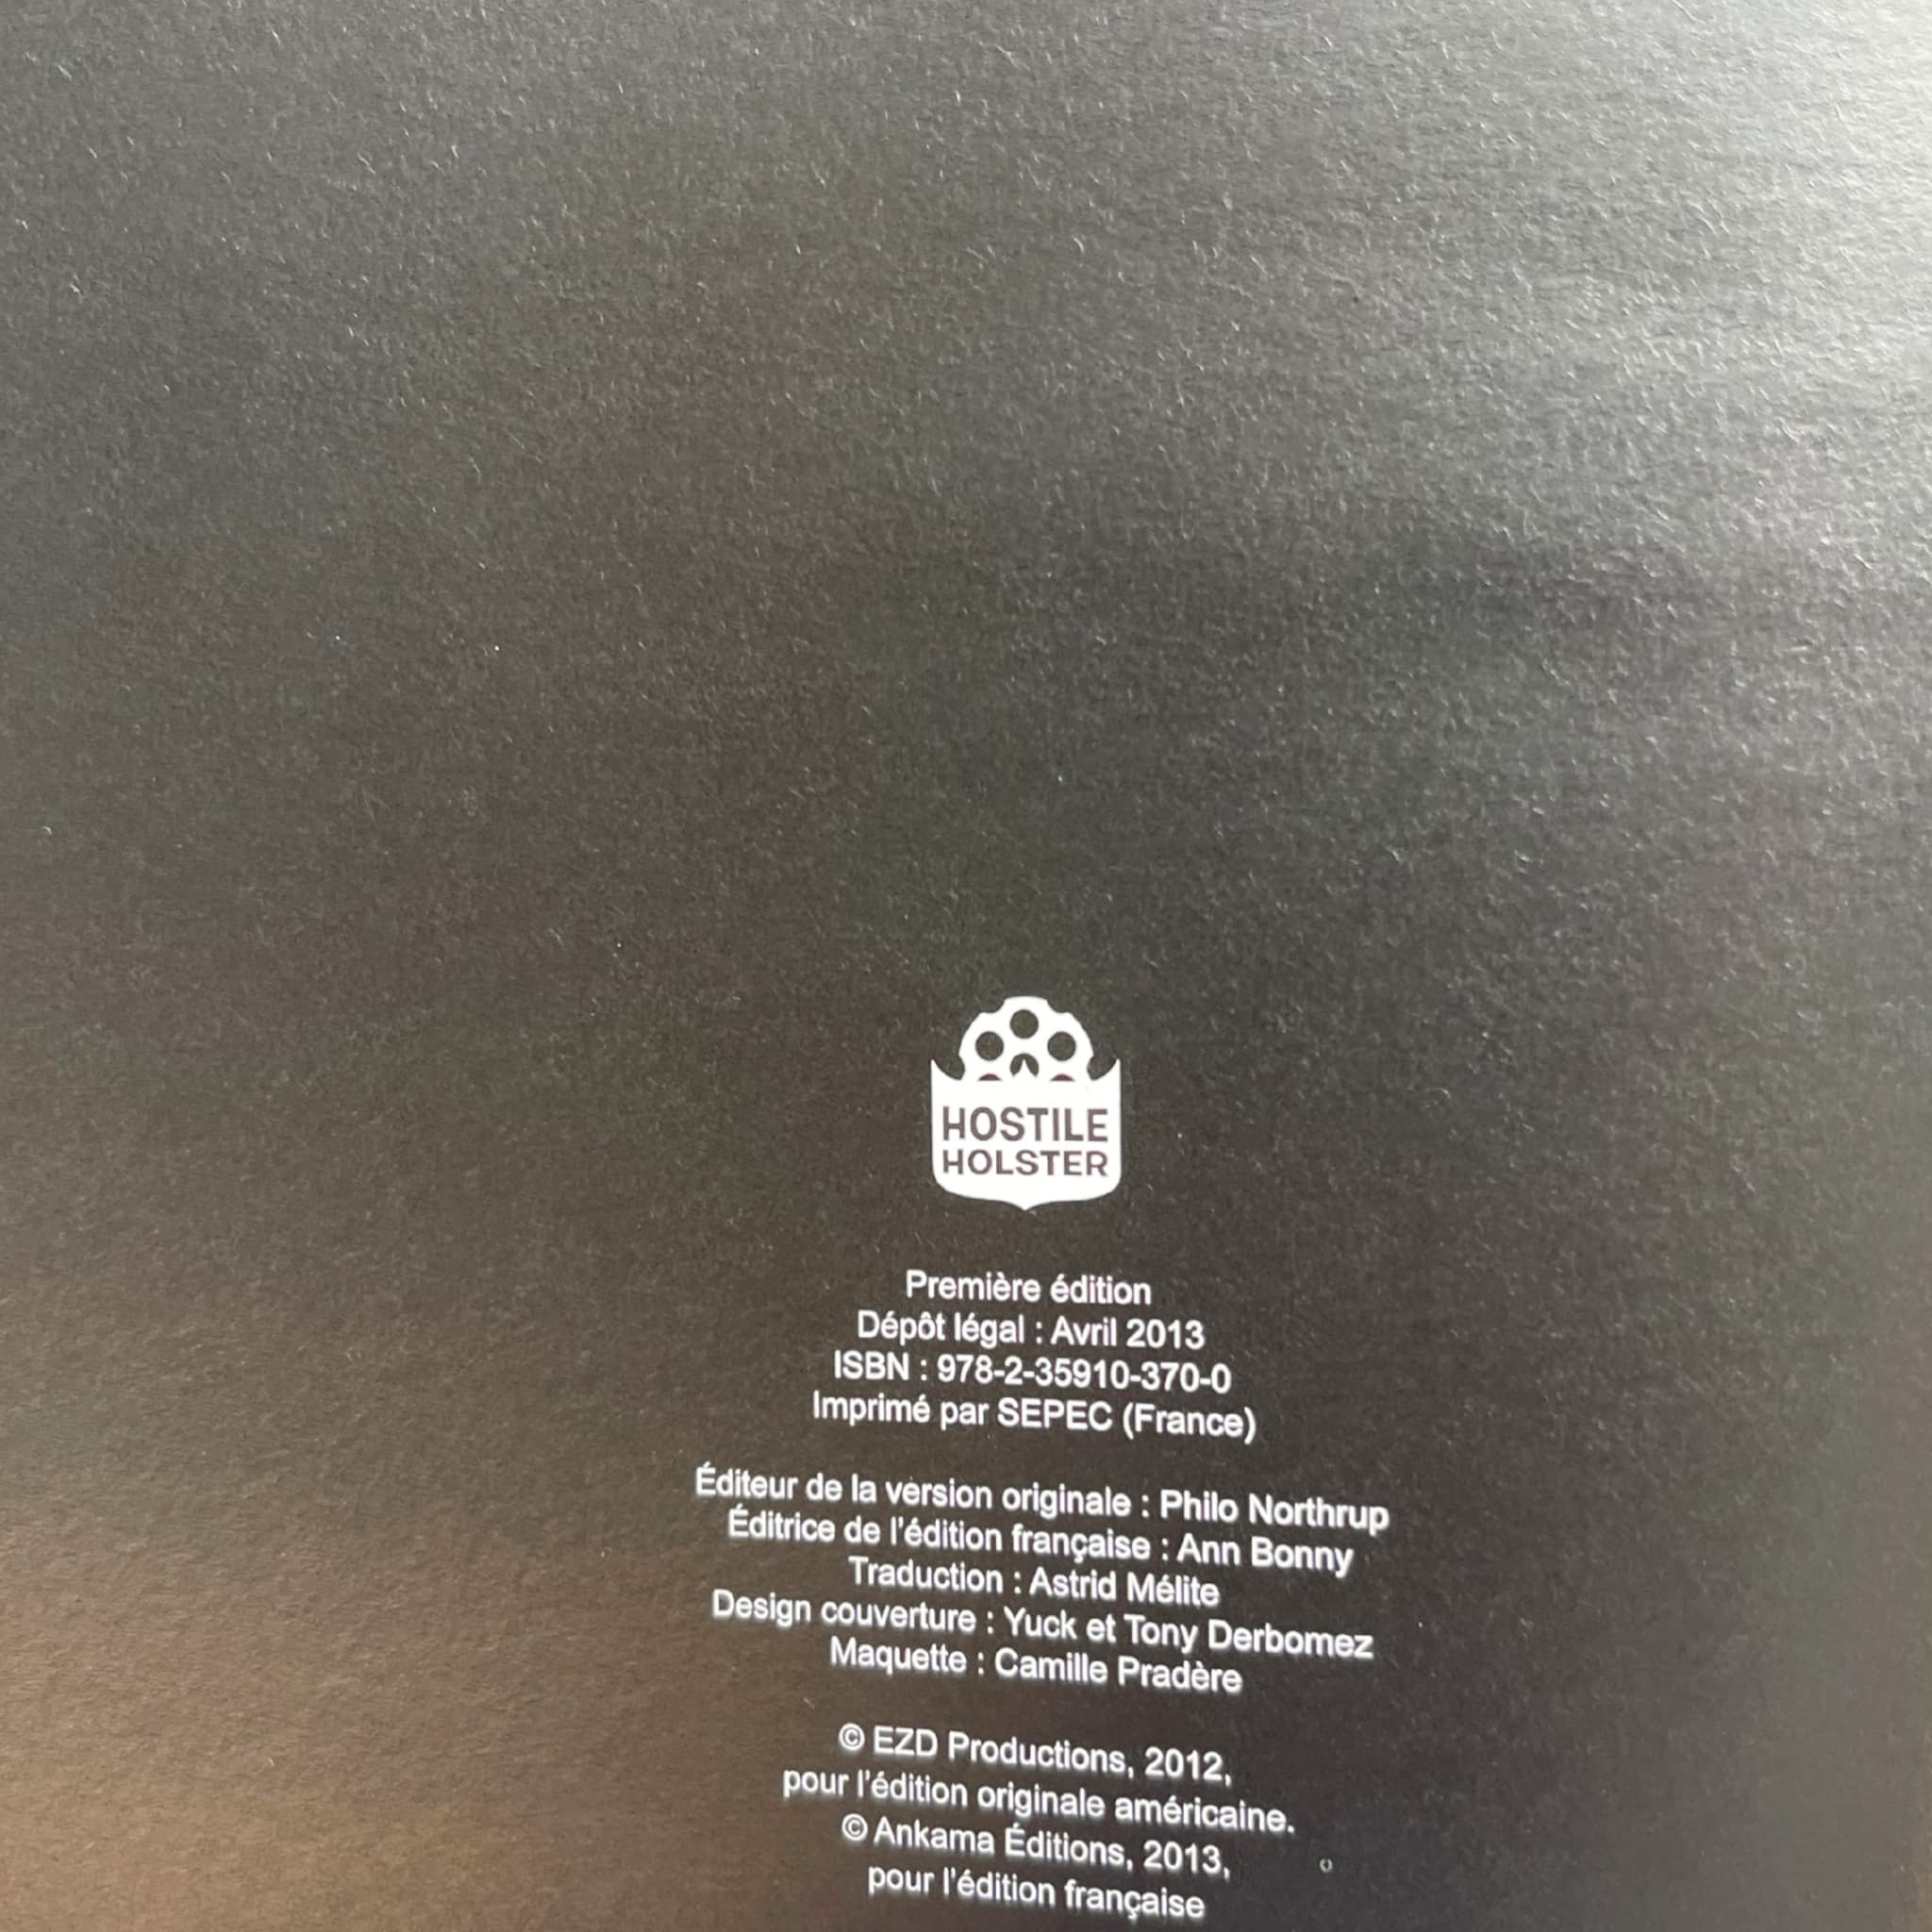 HOSTILE
HOLSTER
Première édition
Dépôt légal : Avril 2013
ISBN : 978-2-35910-370-0
Imprimé par SEPEC (France)
Éditeur de la version originale : Philo Northrup
Éditrice de l'édition française : Ann Bonny
Traduction : Astrid Mélite
Design couverture : Yuck et Tony Derbomez
Maquette : Camille Pradère
© EZD Productions, 2012,
pour l'édition originale américaine.
© Ankama Éditions, 2013,
pour l'édition française